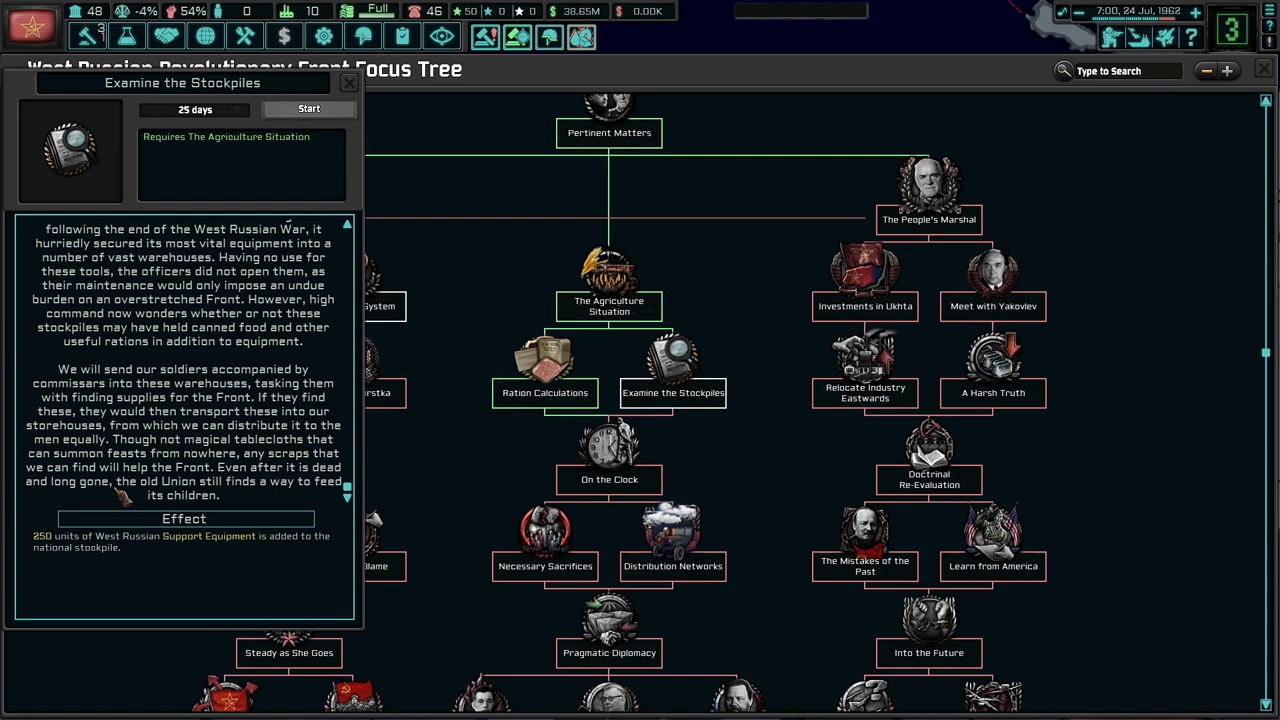 48 -4% 54% 0 10 Full 46 50 0 0 $ 38.65M $ 0.00K 7:00, 24 Jul, 1962
3
West Russian Revolutionary Front Focus Tree
Type to Search
Examine the Stockpiles
25 days
Start
Requires The Agriculture Situation
following the end of the West Russian War, it
hurriedly secured its most vital equipment into a
number of vast warehouses. Having no use for
these tools, the officers did not open them, as
their maintenance would only impose an undue
burden on an overstretched Front. However, high
command now wonders whether or not these
stockpiles may have held canned food and other
useful rations in addition to equipment.
We will send our soldiers accompanied by
commissars into these warehouses, tasking them
with finding supplies for the Front. If they find
these, they would then transport these into our
storehouses, from which we can distribute it to the
men equally. Though not magical tablecloths that
can summon feasts from nowhere, any scraps that
we can find will help the Front. Even after it is dead
and long gone, the old Union still finds a way to feed
its children.
Effect
250 units of West Russian Support Equipment is added to the
national stockpile.
Pertinent Matters
The People's Marshal
System
The Agriculture
Situation
Investments in Ukhta
Meet with Yakovlev
Ration Calculations
Examine the Stockpiles
Relocate Industry
Eastwards
A Harsh Truth
On the Clock
Doctrinal
Re-Evaluation
Blame
Necessary Sacrifices
Distribution Networks
The Mistakes of the
Past
Learn from America
Steady as She Goes
Pragmatic Diplomacy
Into the Future